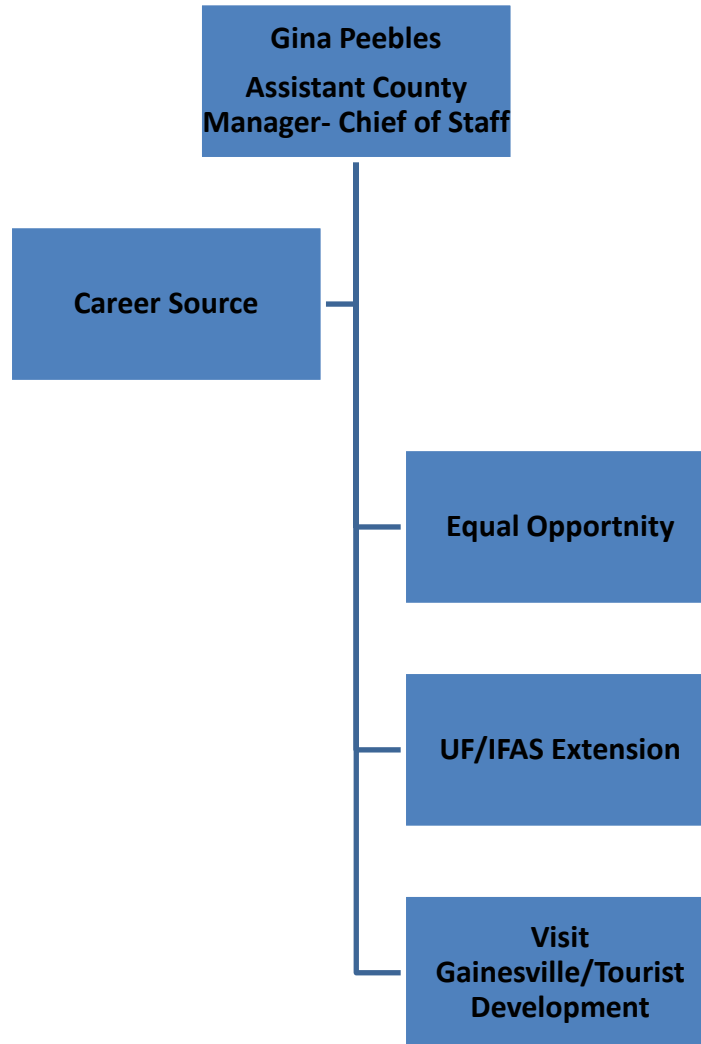 Gina Peebles
Assistant County
Manager- Chief of Staff
Career Source
Equal Opportnity
UF/IFAS Extension
Visit
Gainesville/Tourist
Development